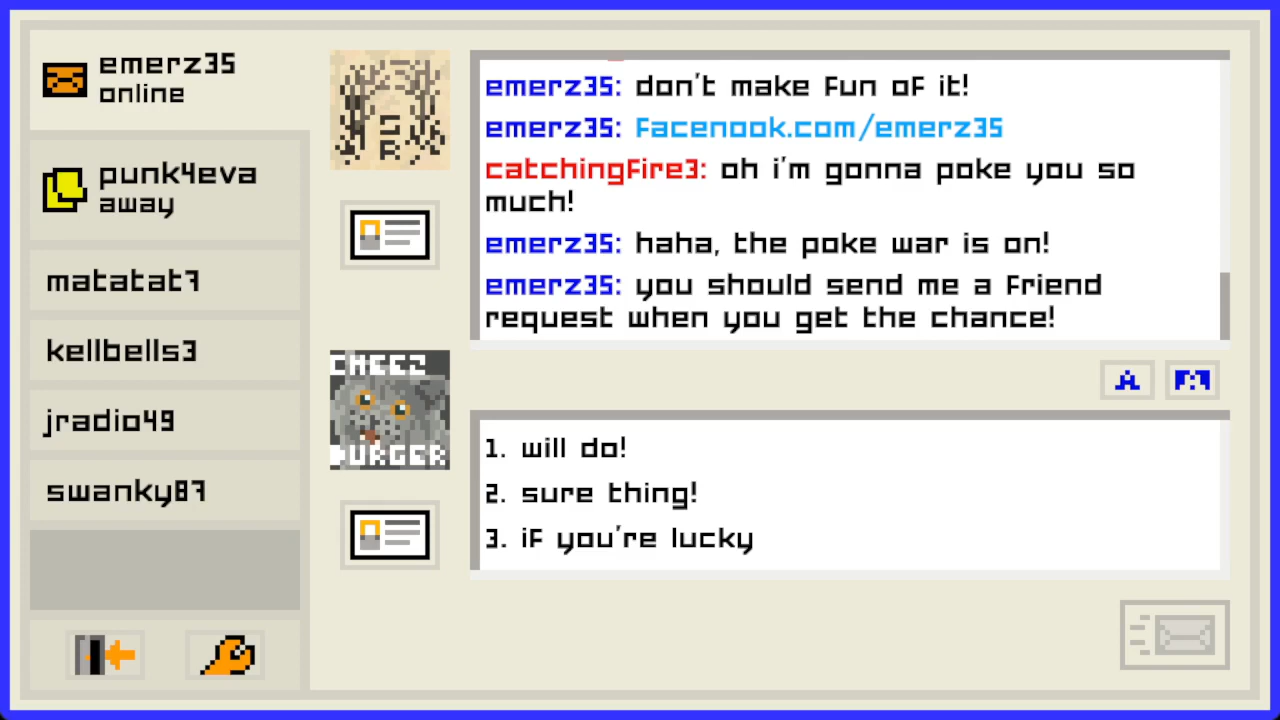 emerz35
online
punk4eva
away
matatat7
kellbells3
jradio49
swanky87
emerz35: don't make fun of it!
emerz35: Facenook.com/emerz35
catchingfire3: oh i'm gonna poke you so
much!
emerz35: haha, the poke war is on!
emerz35: you should send me a friend
request when you get the chance!
CHEEZ
BURGER
A
1. will do!
2. sure thing!
3. if you're lucky